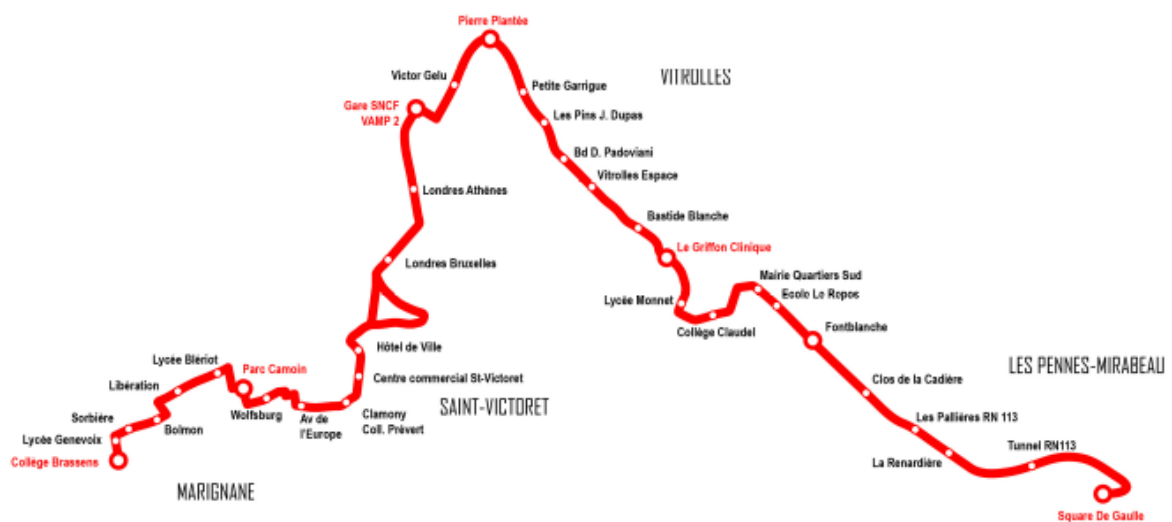 Pierre Plantée
VITROLLES
Victor Gelu
Petite Garrigue
Gare SNCF
VAMP 2
Les Pins J. Dupas
Bd D. Padoviani
Vitrolles Espace
Londres Athènes
Bastide Blanche
Le Griffon Clinique
Londres Bruxelles
Mairie Quartiers Sud
Ecole Le Repos
Lycée Monnet
Collège Claudel
Fontblanche
Hôtel de Ville
Lycée Blériot
Parc Camoin
LES PENNES-MIRABEAU
Centre commercial St-Victoret
Clos de la Cadière
Libération
SAINT-VICTORET
Wolfsburg
Sorbière
Bolmon
Av de
l'Europe
Clamony
Coll. Prévert
Les Pallières RN 113
Lycée Genevoix
Tunnel RN113
Collège Brassens
La Renardière
MARIGNANE
Square De Gaulle